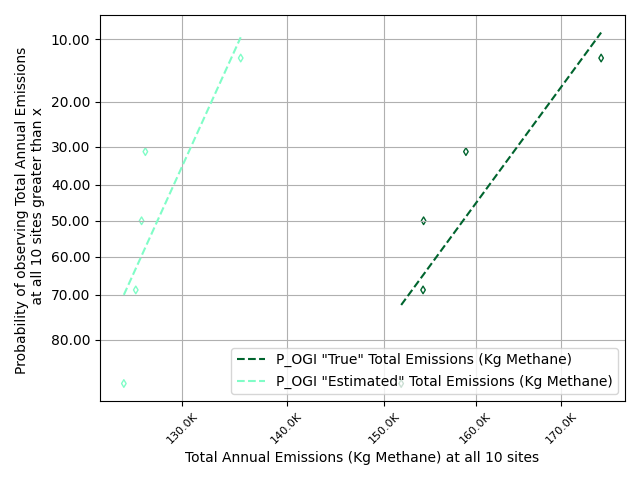 10.00
20.00
30.00
40.00
50.00
60.00
70.00
80.00
Probability of observing Total Annual Emissions
at all 10 sites greater than x
P_OGI "True" Total Emissions (Kg Methane)
P_OGI "Estimated" Total Emissions (Kg Methane)
130.0K
140.0K
150.0K
160.0K
170.0K
Total Annual Emissions (Kg Methane) at all 10 sites